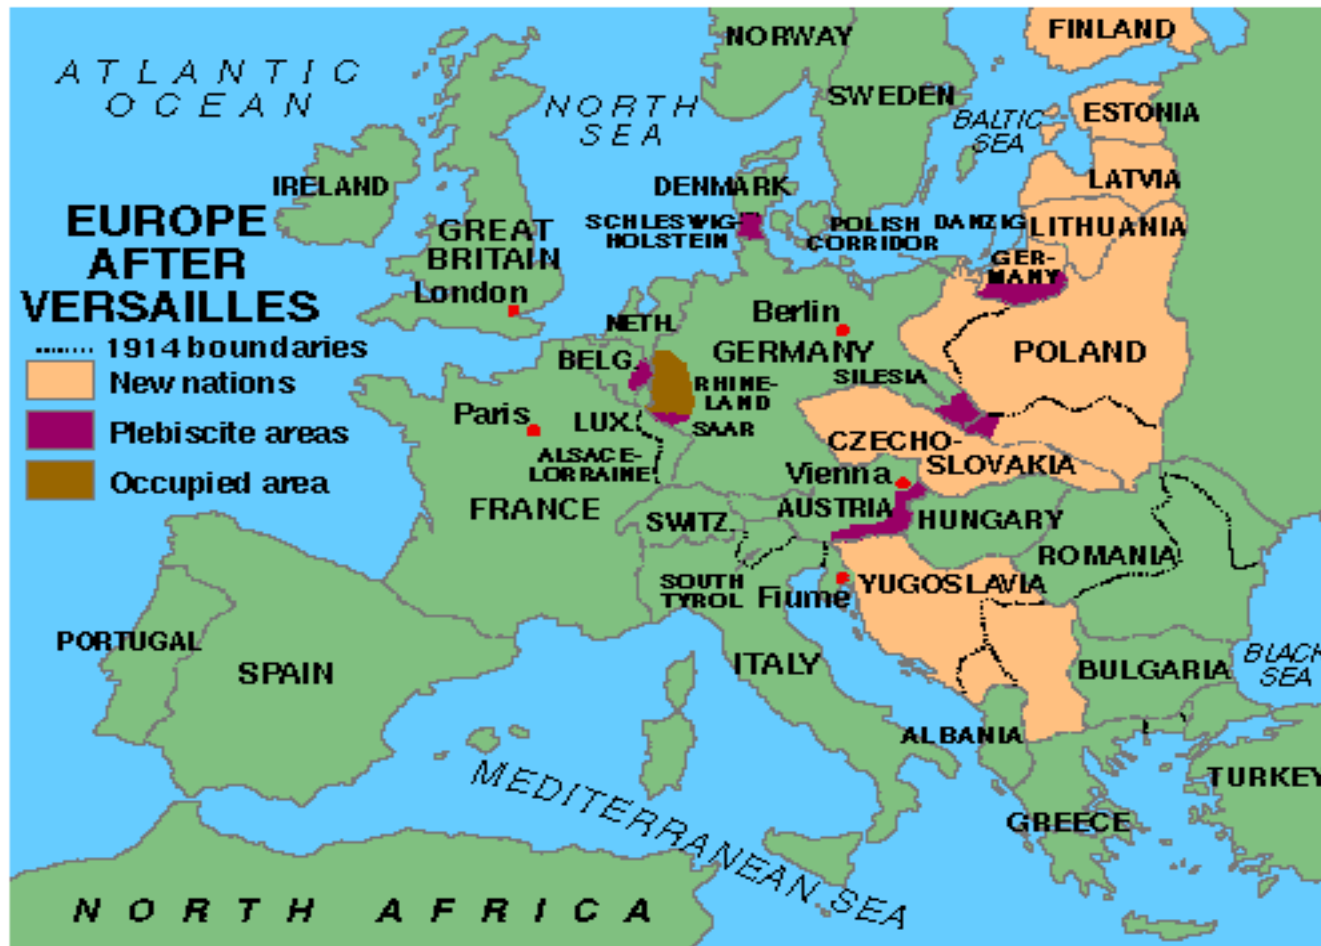 NORWAY
FINLAND
ATLANTIC
OCEAN
SWEDEN
NORTH
SEA
BALTIC
SEA
ESTONIA
IRELAND
DENMARK
LATVIA
EUROPE
AFTER
VERSAILLES
GREAT
BRITAIN
SCHLESWIG-
HOLSTEIN
POLISH
CORRIDOR
DANZIG
LITHUANIA
GER-
MANY
London
NETH.
Berlin
1914 boundaries
New nations
Plebiscite areas
Occupied area
BELG.
GERMANY
POLAND
SILESIA
RHINE-
LAND
Paris
LUX.
SAAR
ALSACE-
LORRAINE
CZECHO-
SLOVAKIA
Vienna
FRANCE
SWITZ.
AUSTRIA
HUNGARY
ROMANIA
SOUTH
TYROL
Fiume
YUGOSLAVIA
PORTUGAL
SPAIN
ITALY
BULGARIA
BLACK
SEA
ALBANIA
MEDITERRANEAN SEA
TURKEY
GREECE
NORTH AFRICA